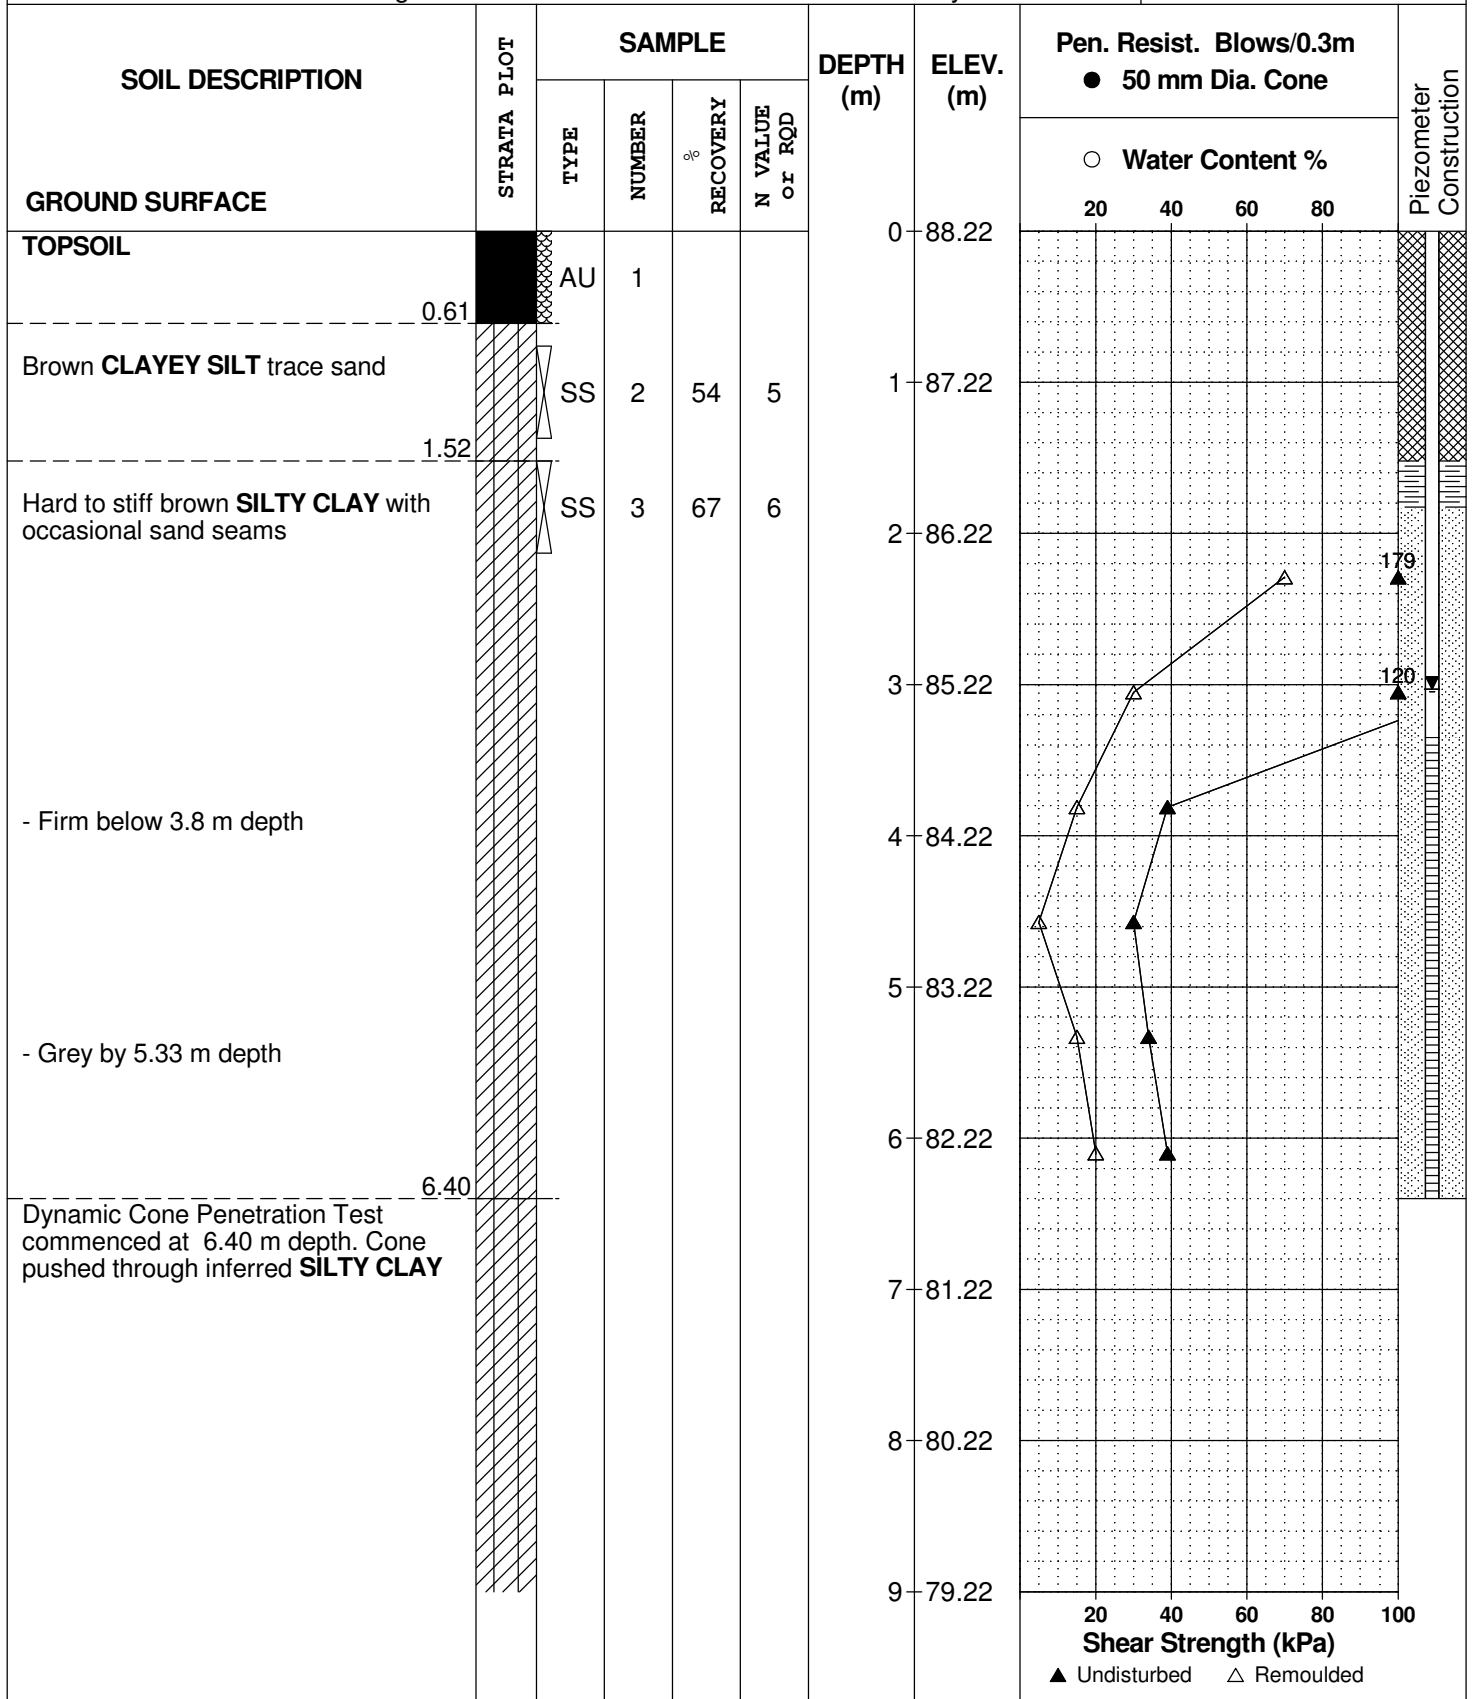 SOIL DESCRIPTION
GROUND SURFACE
STRATA PLOT
SAMPLE
TYPE
NUMBER
%
RECOVERY
N VALUE
or RQD
DEPTH
(m)
ELEV.
(m)
Pen. Resist. Blows/0.3m
● 50 mm Dia. Cone
○ Water Content %
20 40 60 80
Piezometer
Construction
0 88.22
TOPSOIL
AU 1
0.61
Brown CLAYEY SILT trace sand
1 87.22
SS 2 54 5
1.52
Hard to stiff brown SILTY CLAY with
occasional sand seams
SS 3 67 6
2 86.22
179
3 85.22
120
- Firm below 3.8 m depth
4 84.22
5 83.22
- Grey by 5.33 m depth
6 82.22
6.40
Dynamic Cone Penetration Test
commenced at 6.40 m depth. Cone
pushed through inferred SILTY CLAY
7 81.22
8 80.22
9 79.22
20 40 60 80 100
Shear Strength (kPa)
▲ Undisturbed △ Remoulded